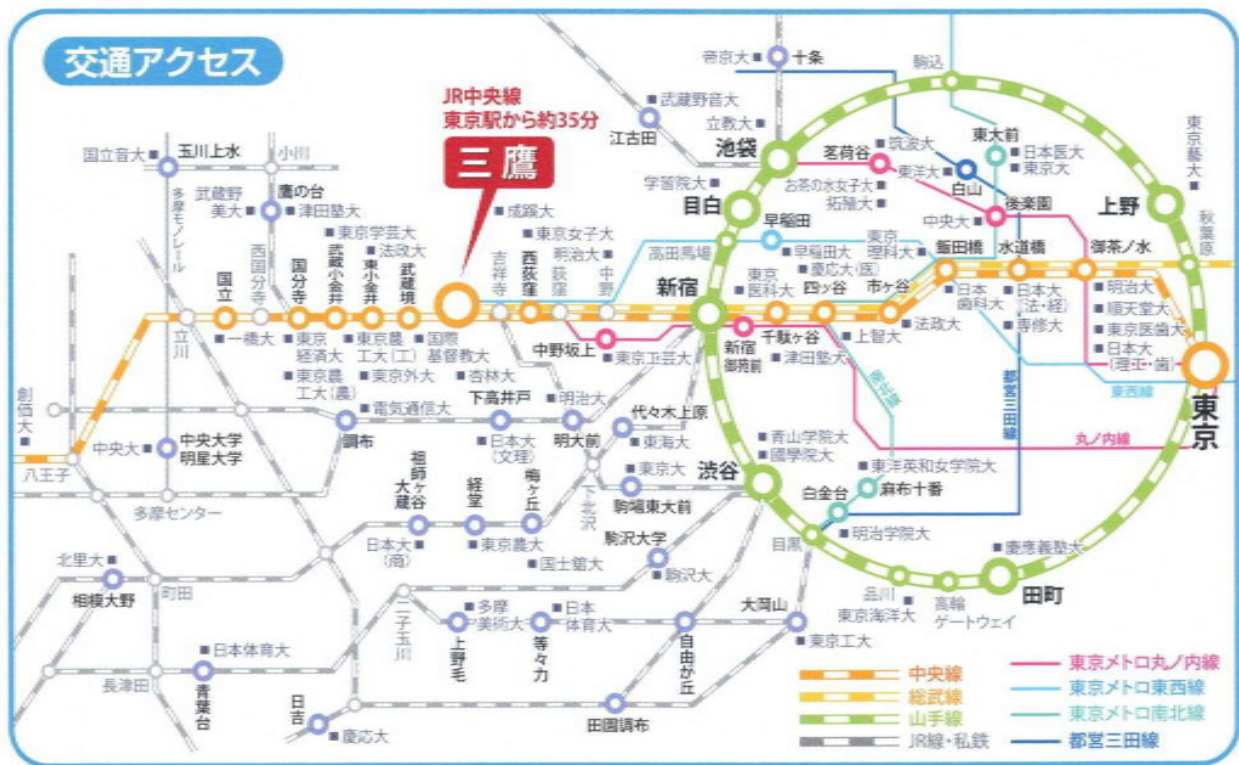 交通アクセス
JR中央線
東京駅から約35分
三鷹
帝京大
十条
駒込
武蔵野音大
江古田
立教大
池袋
茗荷谷
筑波大
東大前
日本医大
東京大
東京藝大
国立音大
玉川上水
小川
学習院大
お茶の水女子大
拓殖大
東洋大
白山
後楽園
中央大
上野
秋葉原
多摩モノレール
武蔵野
美大
鷹の台
津田塾大
成蹊大
目白
早稲田
東京学芸大
東京女子大
明治大
高田馬場
早稲田大
慶応大(医)
東京
理科大
飯田橋
水道橋
御茶ノ水
法政大
西国分寺
国立
国分寺
武蔵小金井
東小金井
武蔵境
吉祥寺
西荻窪
荻窪
中野
新宿
東京
医科大
四ッ谷
市ヶ谷
日本
歯科大
日本大
(法・経)
専修大
明治大
順天堂大
東京医歯大
日本大
(理工・歯)
立川
一橋大
東京
経済大
東京農
工大(農)
東京農
工大(工)
東京外大
国際
基督教大
杏林大
中野坂上
東京工芸大
新宿
御苑前
千駄ヶ谷
津田塾大
上智大
法政大
南北線
都営三田線
東西線
東京
創価大
電気通信大
下高井戸
明治大
代々木上原
丸ノ内線
中央大
中央大学
明星大学
調布
日本大
(文理)
明大前
東海大
青山学院大
國學院大
八王子
多摩センター
祖師ヶ谷
大蔵
経堂
梅ヶ丘
下北沢
東京大
駒場東大前
渋谷
東洋英和女学院大
白金台
麻布十番
日本大
(商)
東京農大
国士舘大
駒沢大学
駒沢大
目黒
明治学院大
慶應義塾大
北里大
相模大野
町田
二子玉川
多摩
美術大
上野毛
日本
体育大
等々力
自由が丘
大岡山
東京工大
品川
東京海洋大
高輪
ゲートウェイ
田町
日本体育大
長津田
青葉台
日吉
慶応大
田園調布
中央線
総武線
山手線
JR線・私鉄
東京メトロ丸ノ内線
東京メトロ東西線
東京メトロ南北線
都営三田線